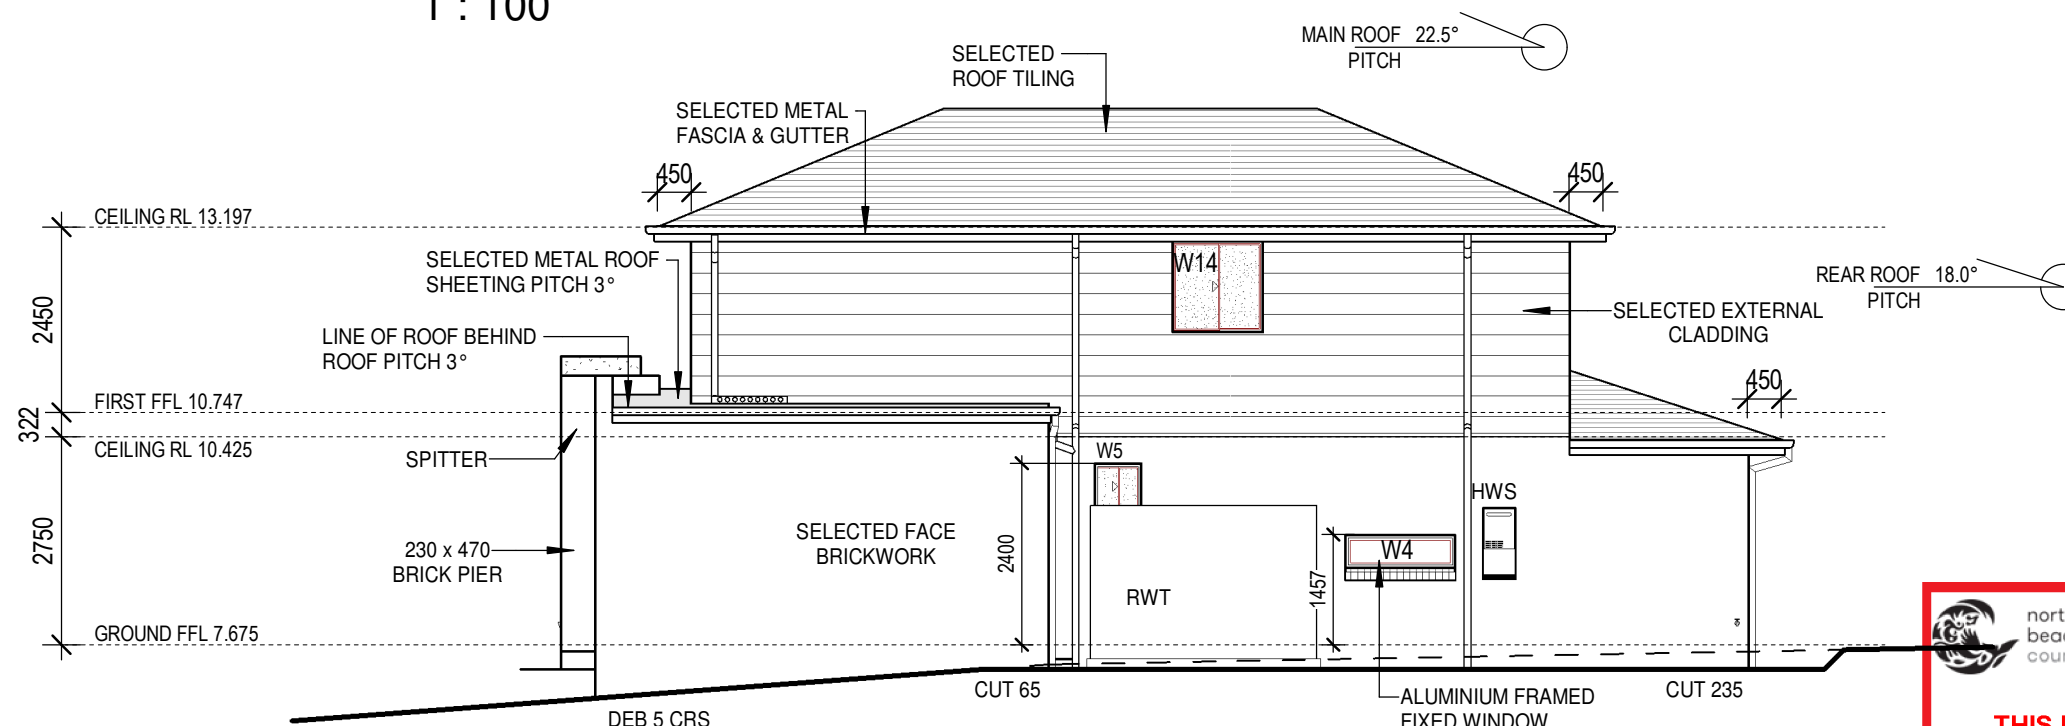 1 : 100
MAIN ROOF 22.5°
PITCH
SELECTED
ROOF TILING
SELECTED METAL
FASCIA & GUTTER
450
450
CEILING RL 13.197
SELECTED METAL ROOF
SHEETING PITCH 3°
W14
REAR ROOF 18.0°
PITCH
2450
SELECTED EXTERNAL
CLADDING
LINE OF ROOF BEHIND
ROOF PITCH 3°
450
FIRST FFL 10.747
322
CEILING RL 10.425
SPITTER
W5
HWS
2750
230 x 470
BRICK PIER
SELECTED FACE
BRICKWORK
2400
W4
1457
RWT
GROUND FFL 7.675
CUT 65
ALUMINIUM FRAMED
FIXED WINDOW
CUT 235
DEB 5 CRS
nort
beac
cour
THIS